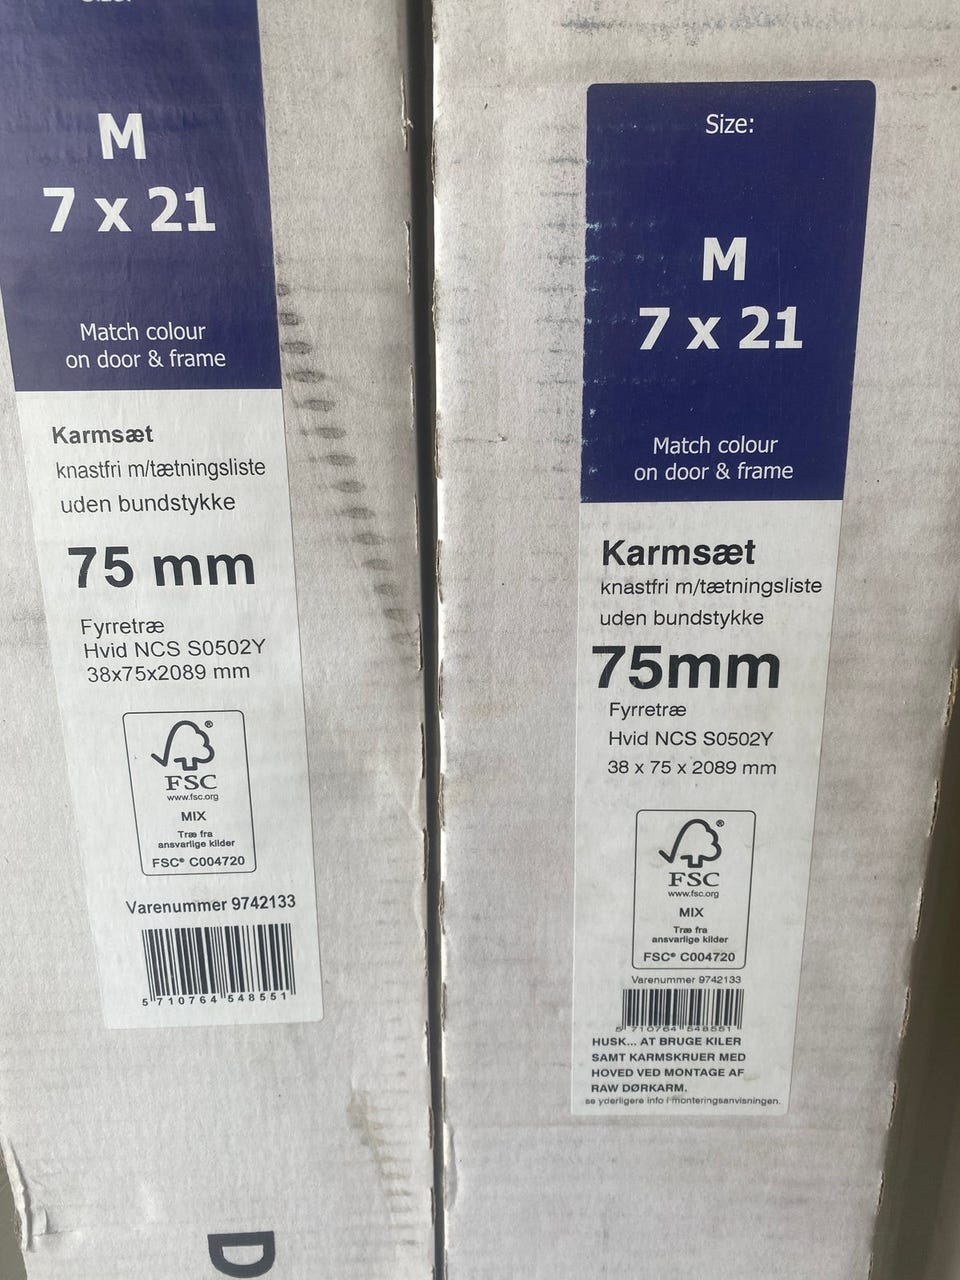 Size:
M
7 x 21
Match colour
on door & frame
Karmsæt
knastfri m/tætningsliste
uden bundstykke
75 mm
Fyrretræ
Hvid NCS S0502Y
38x75x2089 mm
®
FSC
www.fsc.org
MIX
Træ fra
ansvarlige kilder
FSC® C004720
Varenummer 9742133
5 710764 548551
D
Size:
M
7 x 21
Match colour
on door & frame
Karmsæt
knastfri m/tætningsliste
uden bundstykke
75mm
Fyrretræ
Hvid NCS S0502Y
38 x 75 x 2089 mm
®
FSC
www.fsc.org
MIX
Træ fra
ansvarlige kilder
FSC® C004720
Varenummer 9742133
5 710764 548551
HUSK... AT BRUGE KILER
SAMT KARMSKRUER MED
HOVED VED MONTAGE AF
RAW DØRKARM.
se yderligere info i monteringsanvisningen.